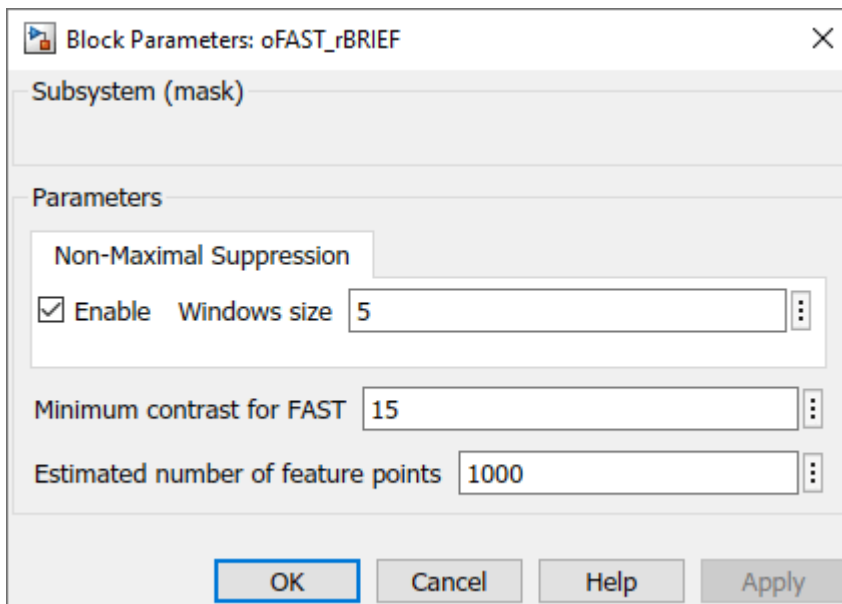 Block Parameters: oFAST_rBRIEF
Subsystem (mask)
Parameters
Non-Maximal Suppression
Enable Windows size 5
Minimum contrast for FAST 15
Estimated number of feature points 1000
OK Cancel Help Apply